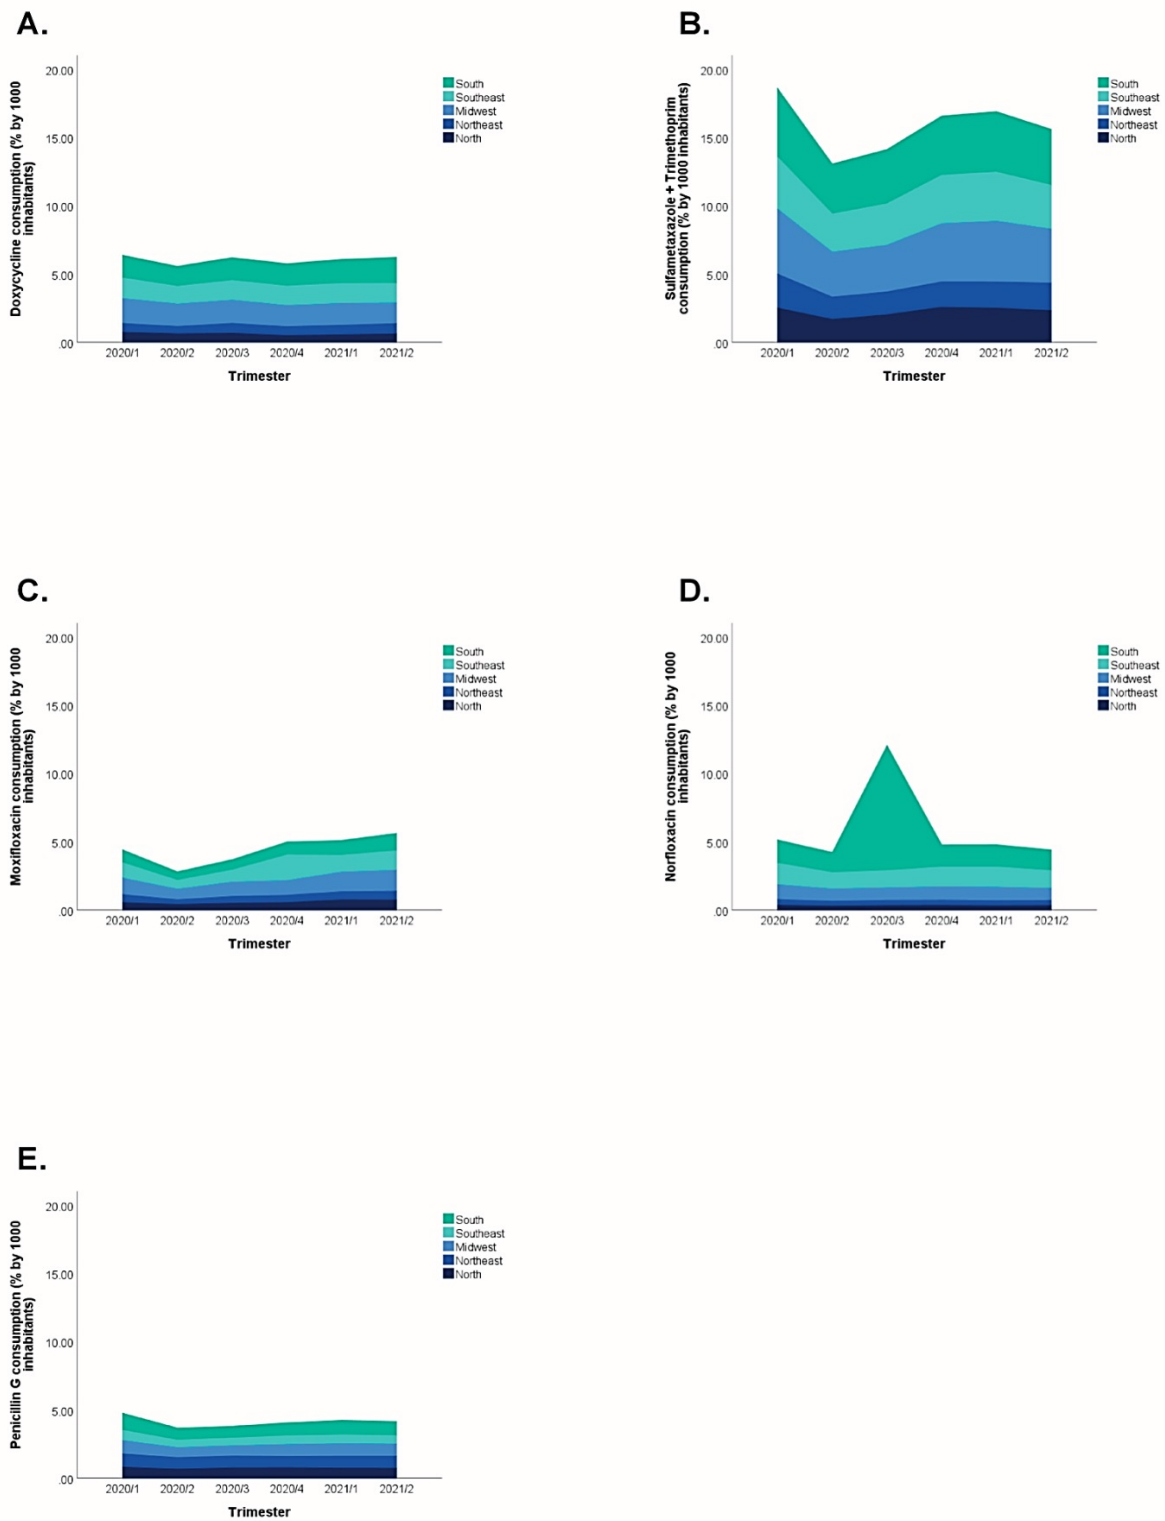 A.
Doxycycline consumption (% by 1000
inhabitants)
20.00
15.00
10.00
5.00
.00
2020/1 2020/2 2020/3 2020/4 2021/1 2021/2
Trimester
South
Southeast
Midwest
Northeast
North
B.
Sulfametaxazole + Trimethoprim
consumption (% by 1000 inhabitants)
20.00
15.00
10.00
5.00
.00
2020/1 2020/2 2020/3 2020/4 2021/1 2021/2
Trimester
South
Southeast
Midwest
Northeast
North
C.
Moxifloxacin consumption (% by 1000
inhabitants)
20.00
15.00
10.00
5.00
.00
2020/1 2020/2 2020/3 2020/4 2021/1 2021/2
Trimester
South
Southeast
Midwest
Northeast
North
D.
Norfloxacin consumption (% by 1000
inhabitants)
20.00
15.00
10.00
5.00
.00
2020/1 2020/2 2020/3 2020/4 2021/1 2021/2
Trimester
South
Southeast
Midwest
Northeast
North
E.
Penicillin G consumption (% by 1000
inhabitants)
20.00
15.00
10.00
5.00
.00
2020/1 2020/2 2020/3 2020/4 2021/1 2021/2
Trimester
South
Southeast
Midwest
Northeast
North